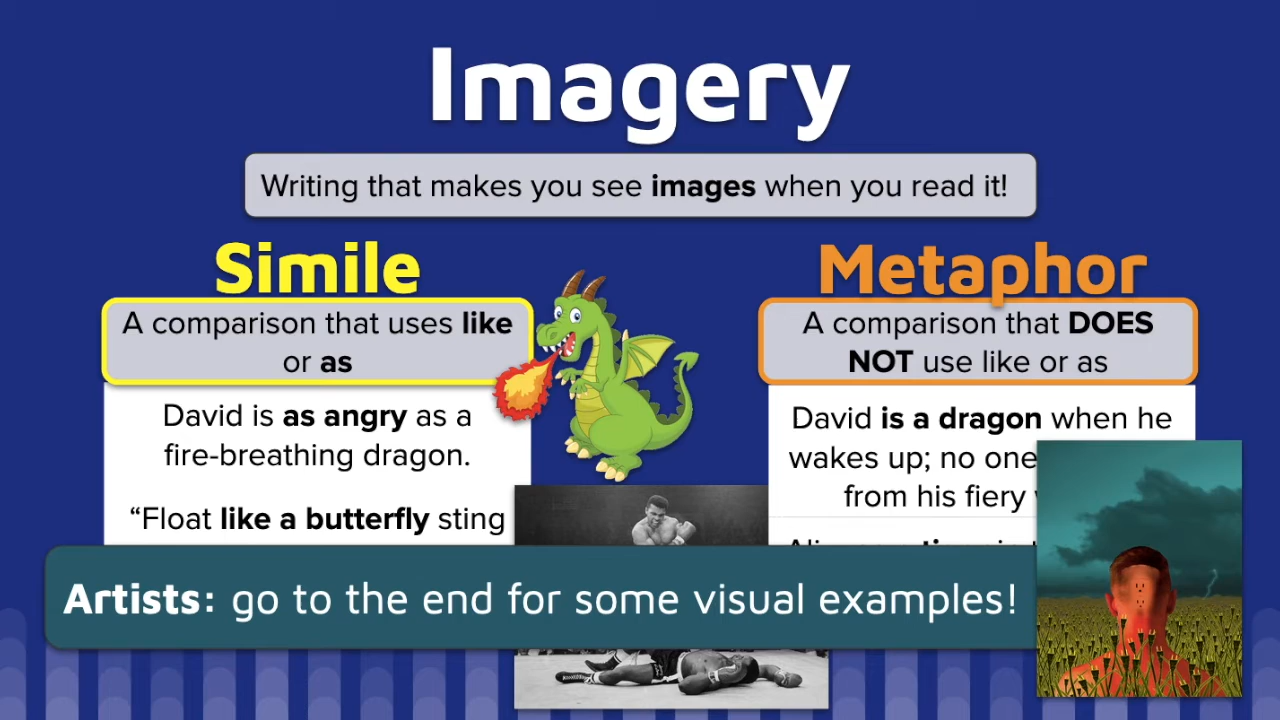 Imagery
Writing that makes you see images when you read it!
Simile
Metaphor
A comparison that uses like
or as
A comparison that DOES
NOT use like or as
David is as angry as a
fire-breathing dragon.
“Float like a butterfly sting
David is a dragon when he
wakes up; no one
from his fiery
Artists: go to the end for some visual examples!